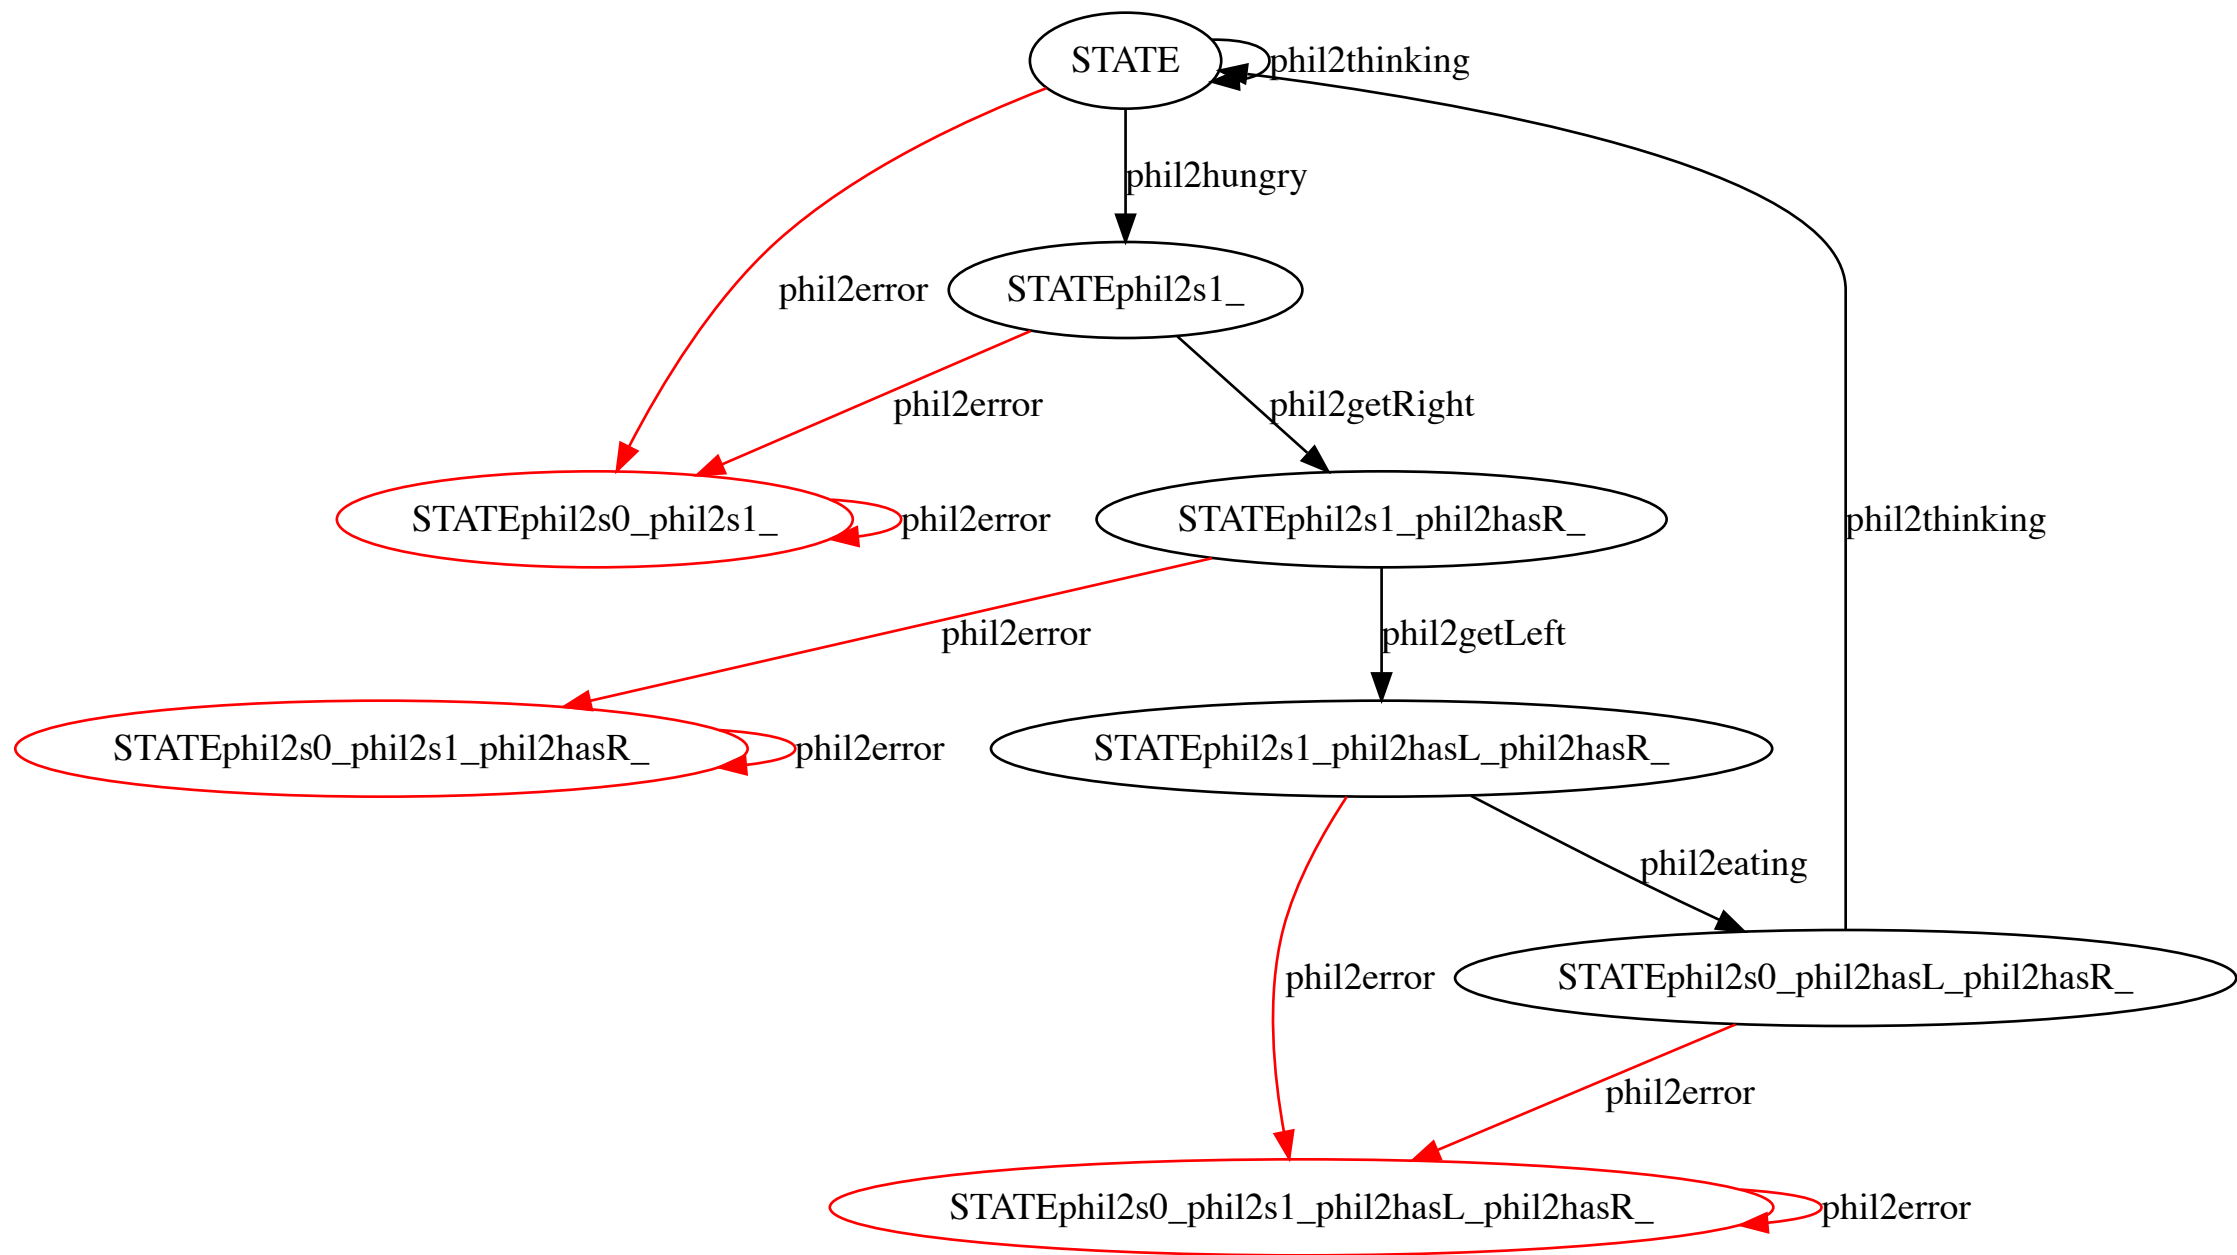 STATE
phil2thinking
phil2hungry
phil2error
STATEphil2s1_
phil2error
phil2getRight
STATEphil2s0_phil2s1_
phil2error
STATEphil2s1_phil2hasR_
phil2thinking
phil2error
phil2getLeft
STATEphil2s0_phil2s1_phil2hasR_
phil2error
STATEphil2s1_phil2hasL_phil2hasR_
phil2eating
phil2error
STATEphil2s0_phil2hasL_phil2hasR_
phil2error
STATEphil2s0_phil2s1_phil2hasL_phil2hasR_
phil2error